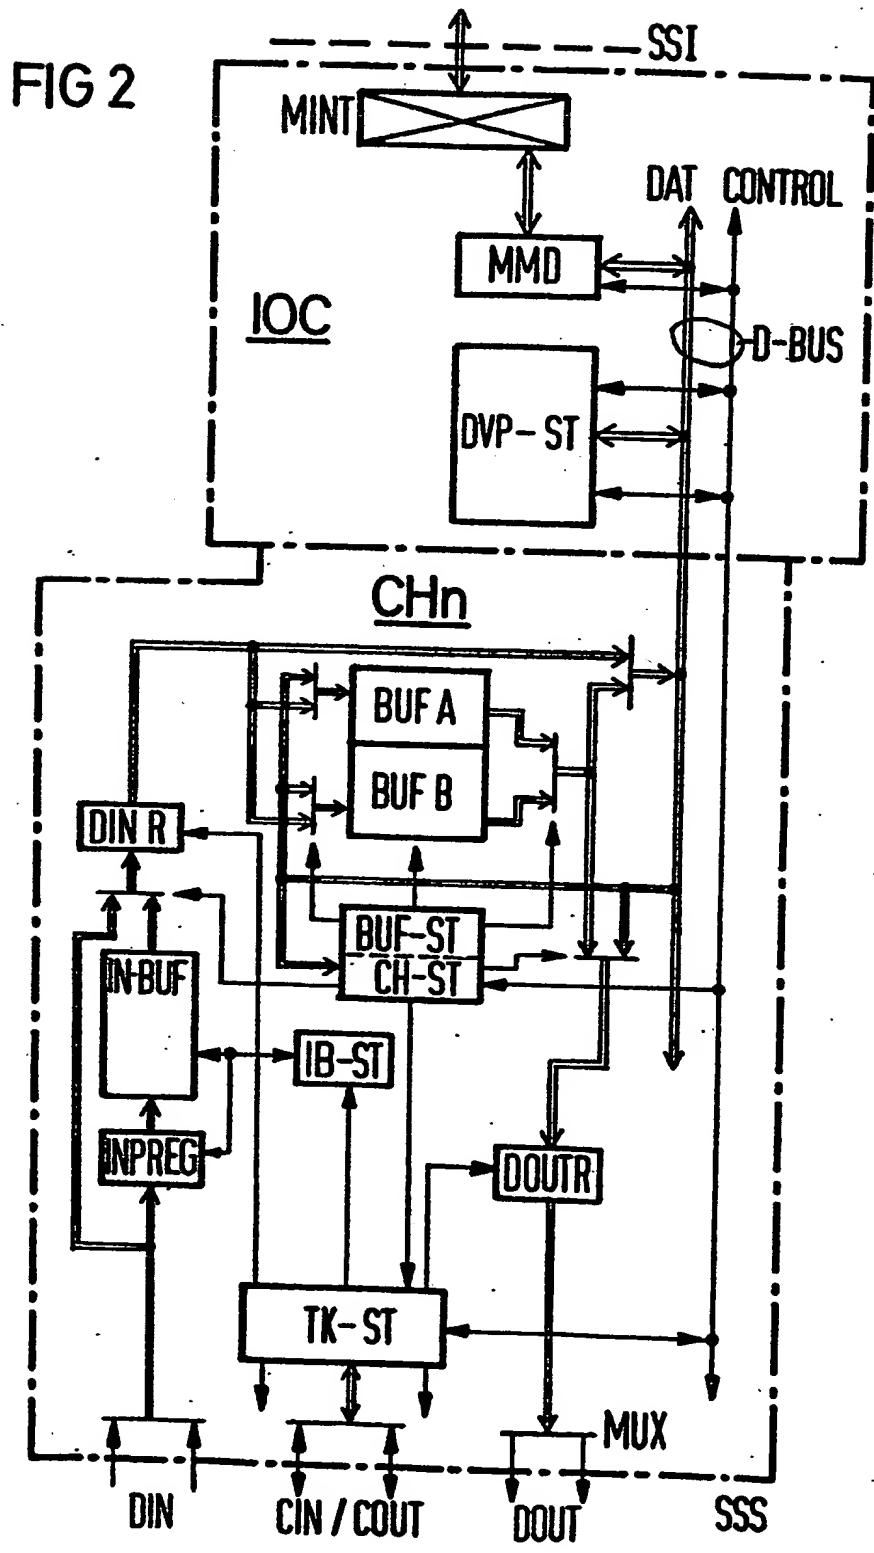 SSI
FIG 2
MINT
DAT CONTROL
MMD
IOC
D-BUS
DVP-ST
CHn
BUF A
BUF B
DIN R
BUF-ST
CH-ST
IN-BUF
IB-ST
INPREG
DOUTR
TK-ST
MUX
DIN
CIN / COUT
DOUT
SSS